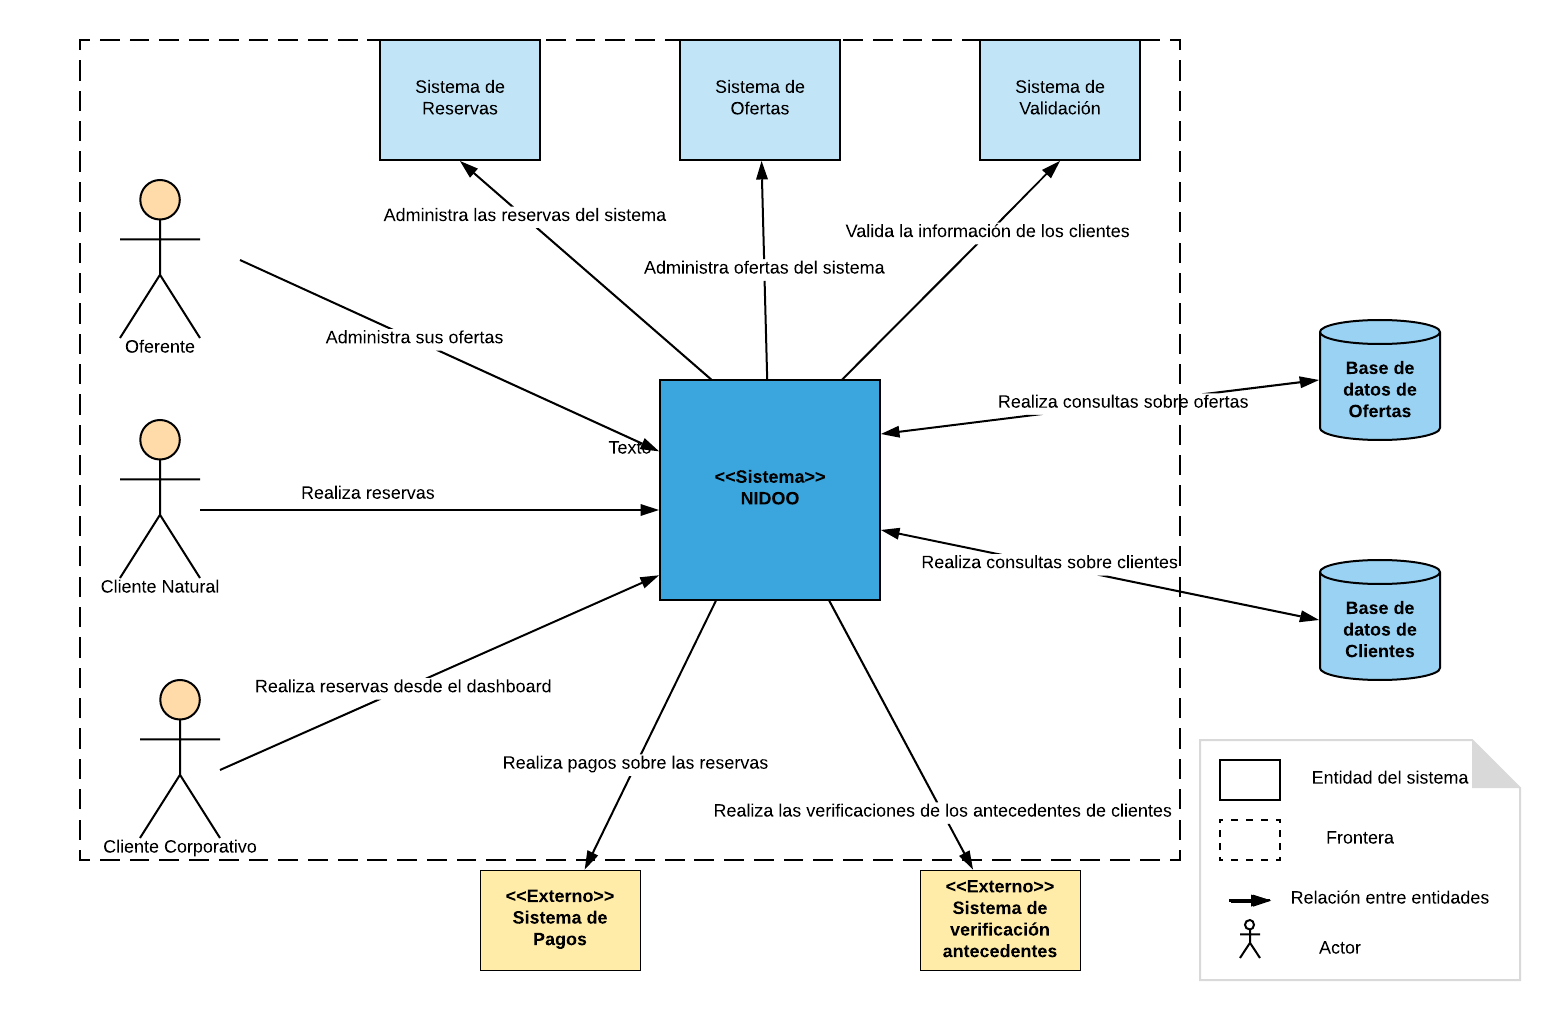 Sistema de
Reservas
Sistema de
Ofertas
Sistema de
Validación
Administra las reservas del sistema
Valida la información de los clientes
Administra ofertas del sistema
Oferente
Administra sus ofertas
Texto
Realiza consultas sobre ofertas
Base de
datos de
Ofertas
<<Sistema>>
NIDOO
Realiza reservas
Cliente Natural
Realiza consultas sobre clientes
Base de
datos de
Clientes
Realiza reservas desde el dashboard
Cliente Corporativo
Realiza pagos sobre las reservas
Realiza las verificaciones de los antecedentes de clientes
<<Externo>>
Sistema de
Pagos
<<Externo>>
Sistema de
verificación
antecedentes
Entidad del sistema
Frontera
Relación entre entidades
Actor